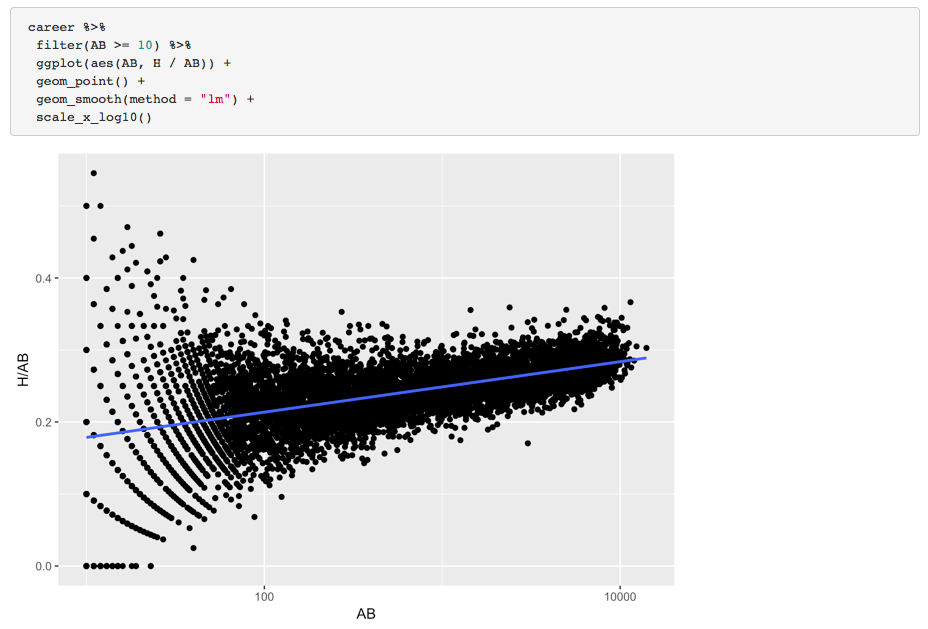 career %>%
filter(AB >= 10) %>%
ggplot(aes(AB, H / AB)) +
geom_point() +
geom_smooth(method = "lm") +
scale_x_log10()
0.4
H/AB
0.2
0.0
100
10000
AB